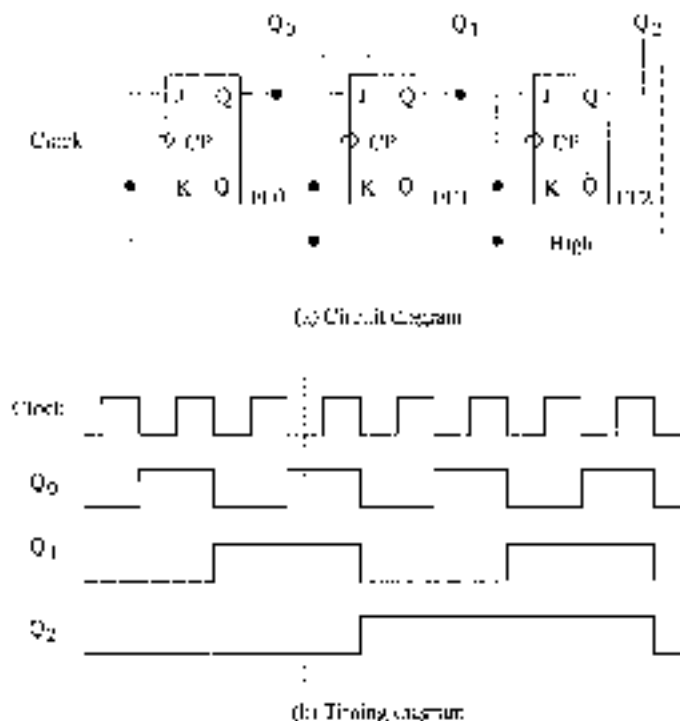 Q0 Q1 Q2
J Q J Q J Q
Clock CP CP CP
K Q K Q K Q
High
(a) Circuit diagram
Clock
Q0
Q1
Q2
(b) Timing diagram